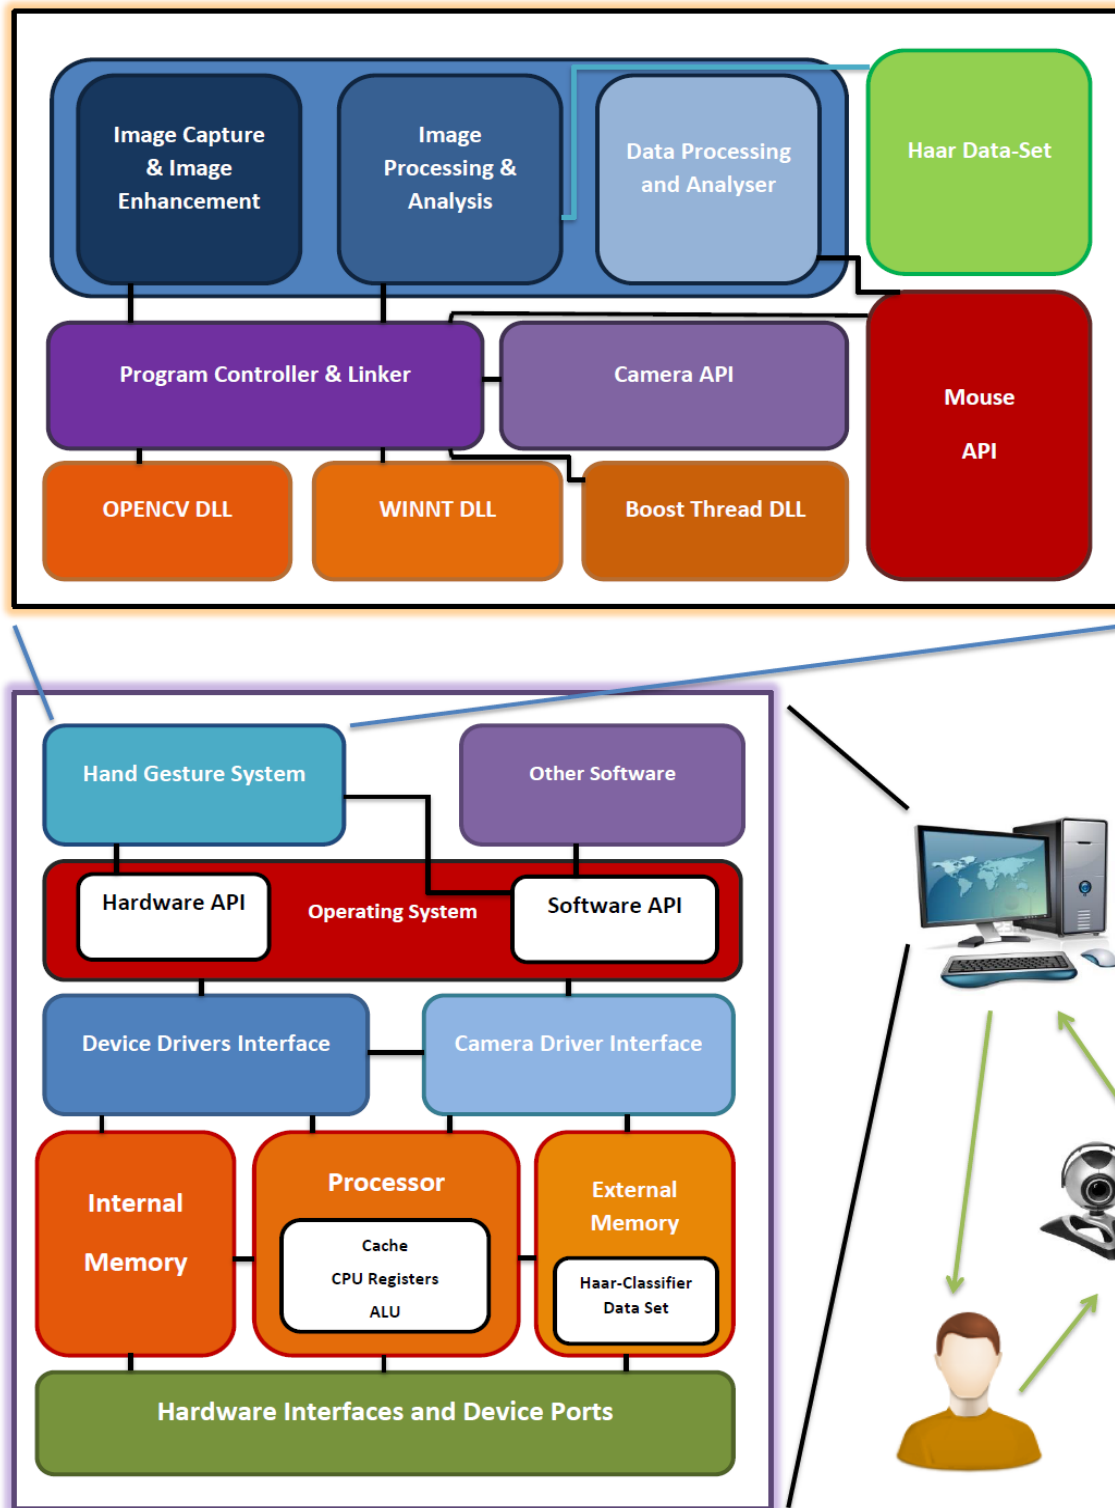 Image Capture
& Image
Enhancement
Image
Processing &
Analysis
Data Processing
and Analyser
Haar Data-Set
Program Controller & Linker
Camera API
Mouse
API
OPENCV DLL
WINNT DLL
Boost Thread DLL
Hand Gesture System
Other Software
Hardware API
Operating System
Software API
Device Drivers Interface
Camera Driver Interface
Internal
Memory
Processor
Cache
CPU Registers
ALU
External
Memory
Haar-Classifier
Data Set
Hardware Interfaces and Device Ports